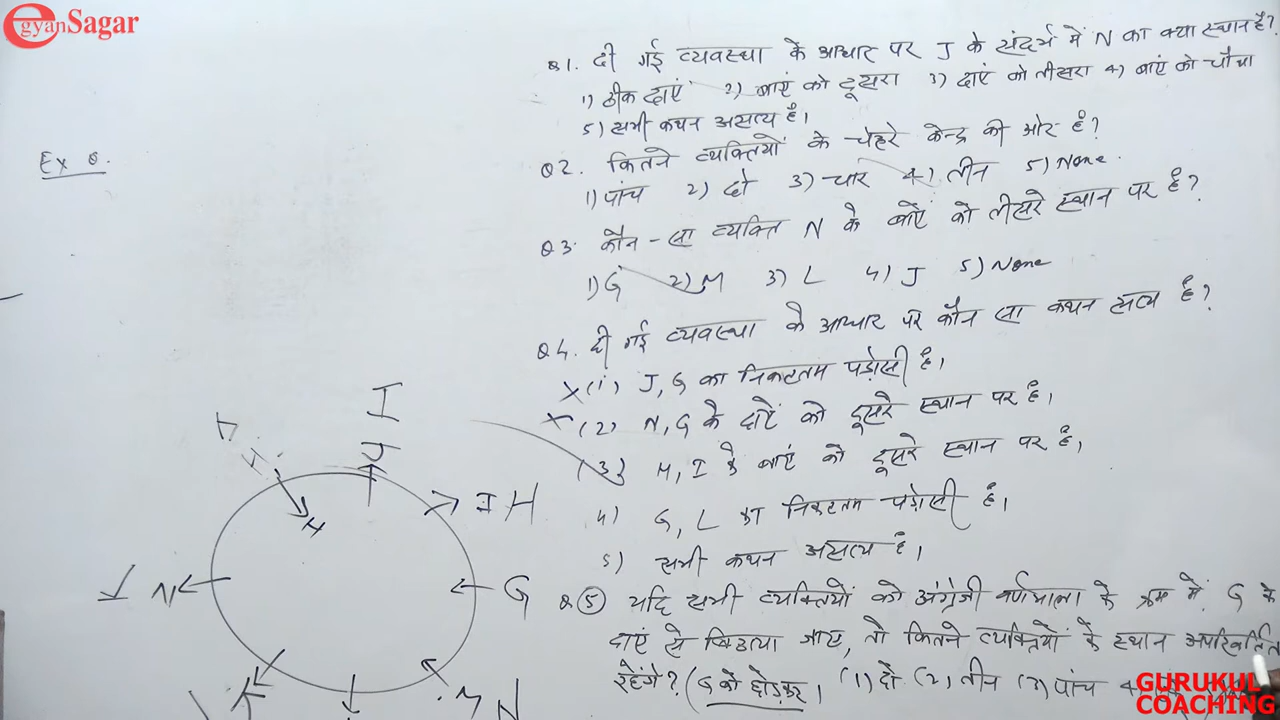 egyanSagar
Ex 8.
Q1. दी गई व्यवस्था के आधार पर J के संदर्भ में N का क्या स्थान है?
1) ठीक दाएं 2) बाएं को दूसरा 3) दाएं को तीसरा 4) बाएं को चौथा
5) सभी कथन असत्य है।
Q2. कितने व्यक्तियों के चेहरे केन्द्र की ओर है?
1) पांच 2) दो 3) चार 4) तीन 5) None.
Q3. कौन-सा व्यक्ति N के बाएं को तीसरे स्थान पर है?
1) G 2) M 3) L 4) J 5) None
Q4. दी गई व्यवस्था के आधार पर कौन सा कथन सत्य है?
(1) J, G का निकटतम पड़ोसी है।
(2) N, G के दाएं को दूसरे स्थान पर है।
(3) M, I के बाएं को दूसरे स्थान पर है।
4) G, L का निकटतम पड़ोसी है।
5) सभी कथन असत्य है।
Q5 यदि सभी व्यक्तियों को अंग्रेजी वर्णमाला के क्रम में G के
दाएं से बिठाया जाए, तो कितने व्यक्तियों के स्थान अपरिवर्तित
रहेंगे? (G को छोड़कर) (1) दो (2) तीन (3) पांच 4
I
J
H
I H
N
G
M N
GURUKUL
COACHING